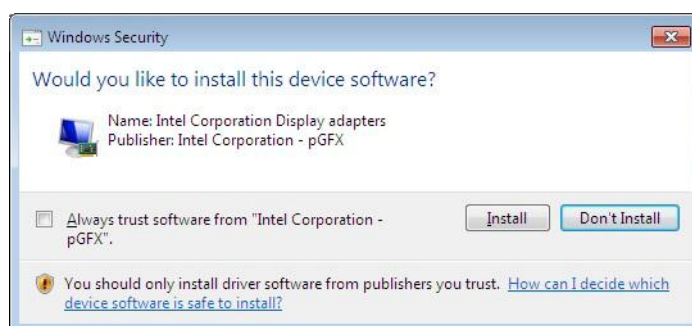 Windows Security
Would you like to install this device software?
Name: Intel Corporation Display adapters
Publisher: Intel Corporation - pGFX
Always trust software from "Intel Corporation -
pGFX".
Install
Don't Install
You should only install driver software from publishers you trust. How can I decide which
device software is safe to install?